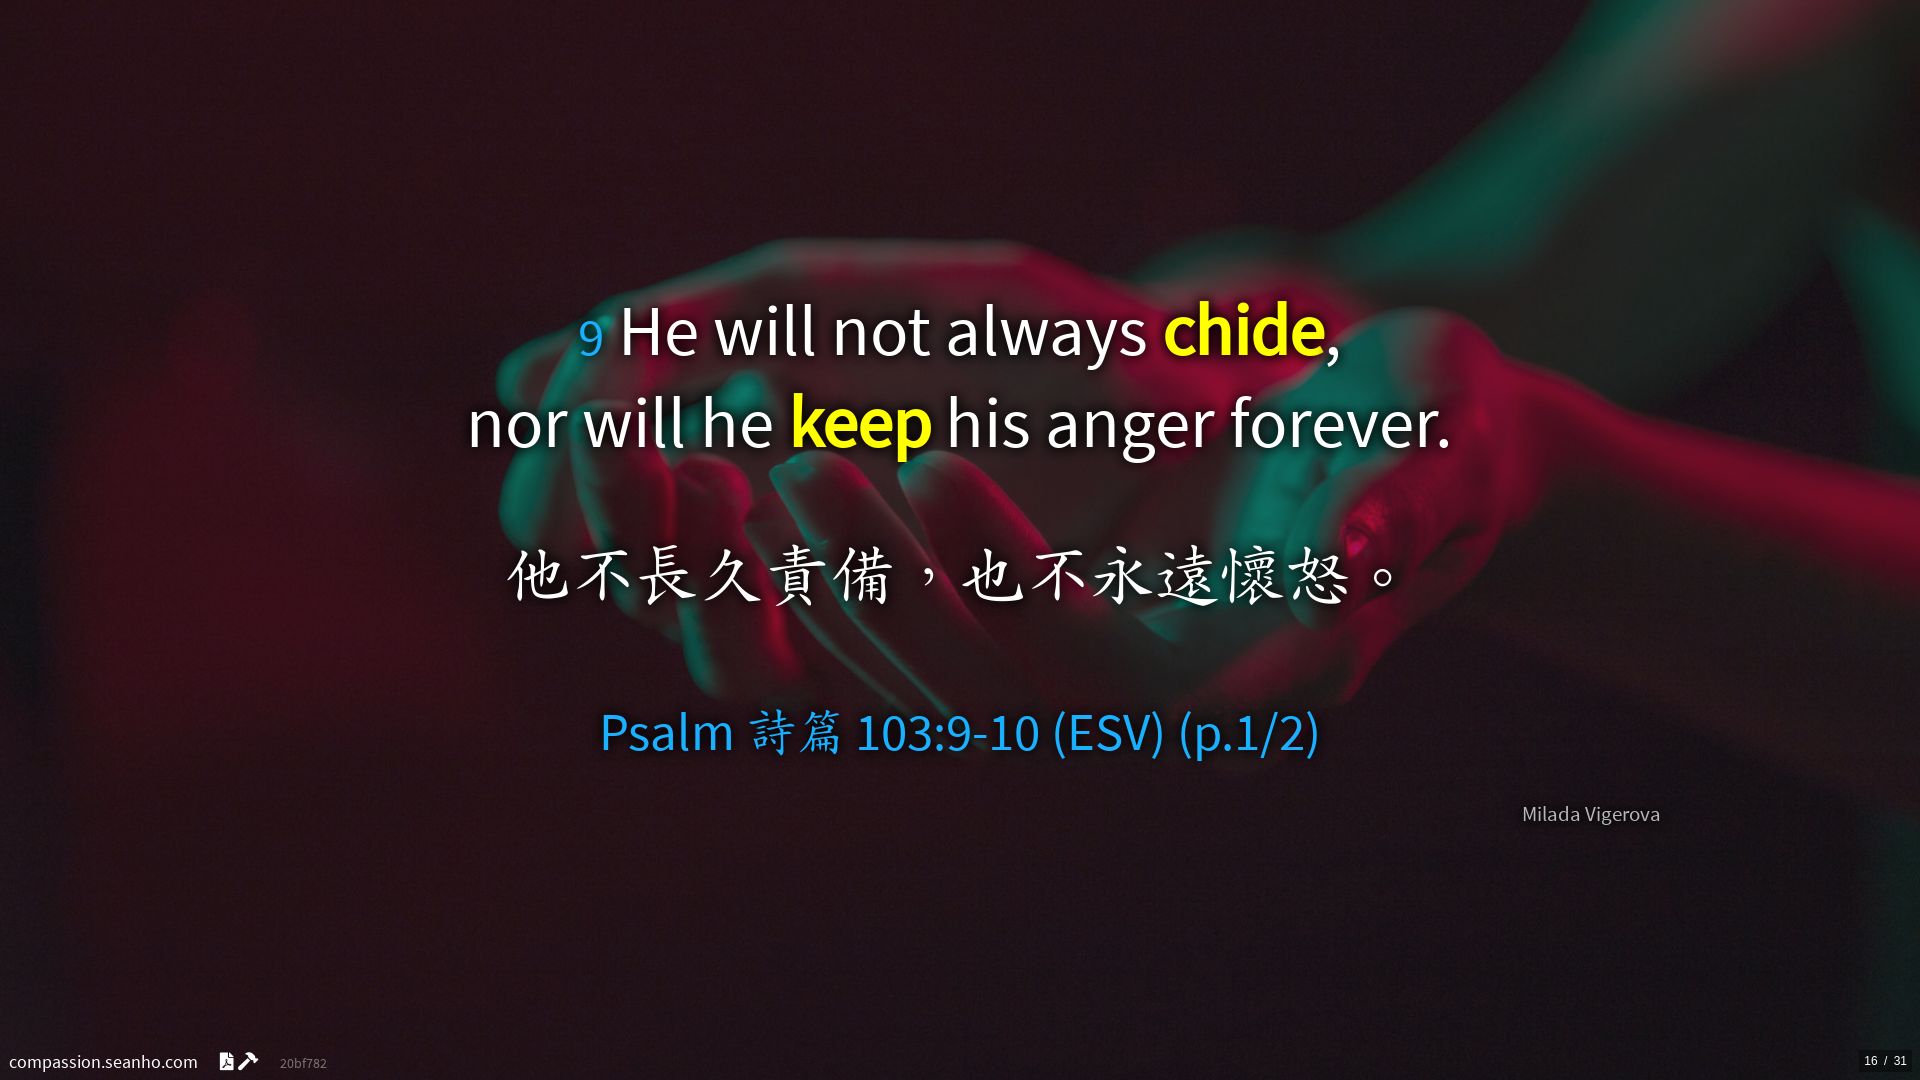 9 He will not always chide,
nor will he keep his anger forever.
他不長久責備，也不永遠懷怒。
Psalm 詩篇 103:9-10 (ESV) (p.1/2)
Milada Vigerova
compassion.seanho.com 20bf782
16 / 31